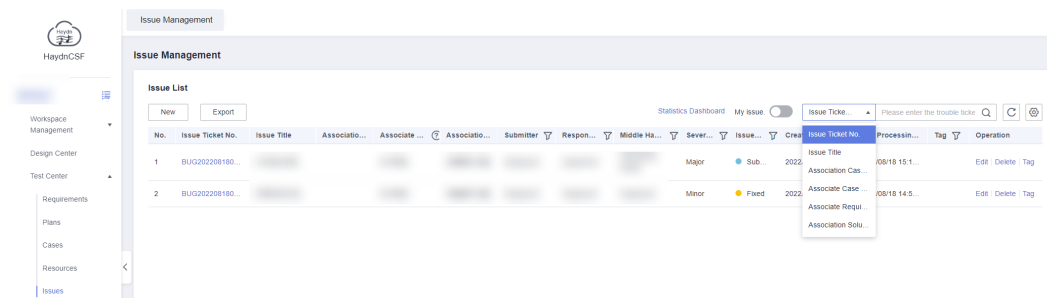 Issue Management
Haydn
HaydnCSF
Issue Management
Issue List
New
Export
Statistics Dashboard
My issue.
Issue Ticke...
Please enter the trouble ticke
No.
Issue Ticket No.
Issue Title
Associatio...
Associate ...
Associatio...
Submitter
Respon...
Middle Ha...
Sever...
Issue...
Processin...
Tag
Operation
1
BUG202208180...
Major
Sub...
2022
/08/18 15:1...
Edit
Delete
Tag
2
BUG202208180...
Minor
Fixed
2022
/08/18 14:5...
Edit
Delete
Tag
Issue Ticket No.
Issue Title
Association Cas...
Associate Case ...
Associate Requi...
Association Solu...
Workspace
Management
Design Center
Test Center
Requirements
Plans
Cases
Resources
Issues